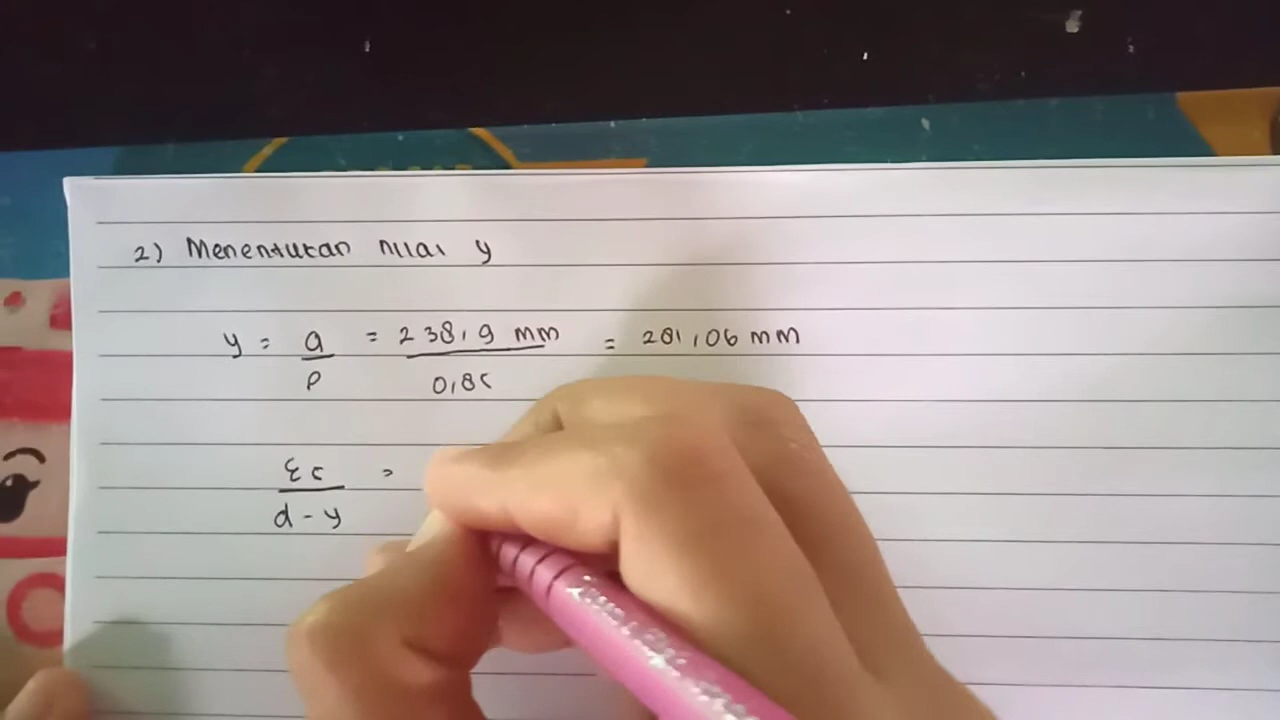 2) Menentukan nilai y
y = a/β = 238,9 mm/0,85 = 281,06 mm
εc/d - y =